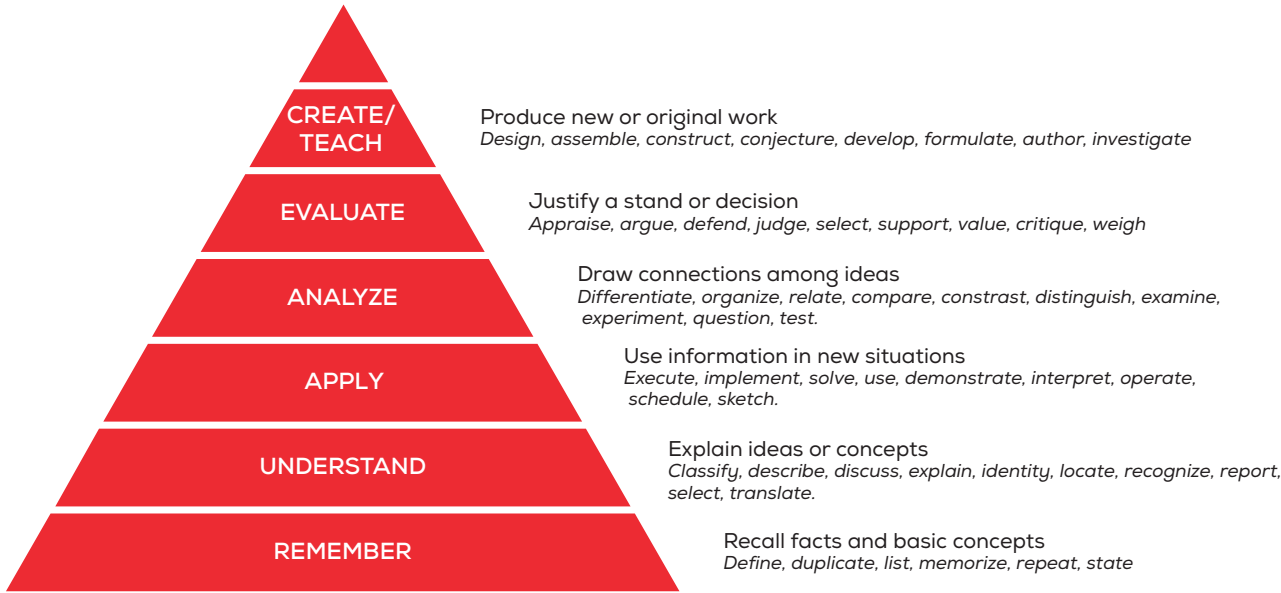 CREATE/
TEACH
Produce new or original work
Design, assemble, construct, conjecture, develop, formulate, author, investigate
EVALUATE
Justify a stand or decision
Appraise, argue, defend, judge, select, support, value, critique, weigh
ANALYZE
Draw connections among ideas
Differentiate, organize, relate, compare, constrast, distinguish, examine,
experiment, question, test.
APPLY
Use information in new situations
Execute, implement, solve, use, demonstrate, interpret, operate,
schedule, sketch.
UNDERSTAND
Explain ideas or concepts
Classify, describe, discuss, explain, identity, locate, recognize, report,
select, translate.
REMEMBER
Recall facts and basic concepts
Define, duplicate, list, memorize, repeat, state